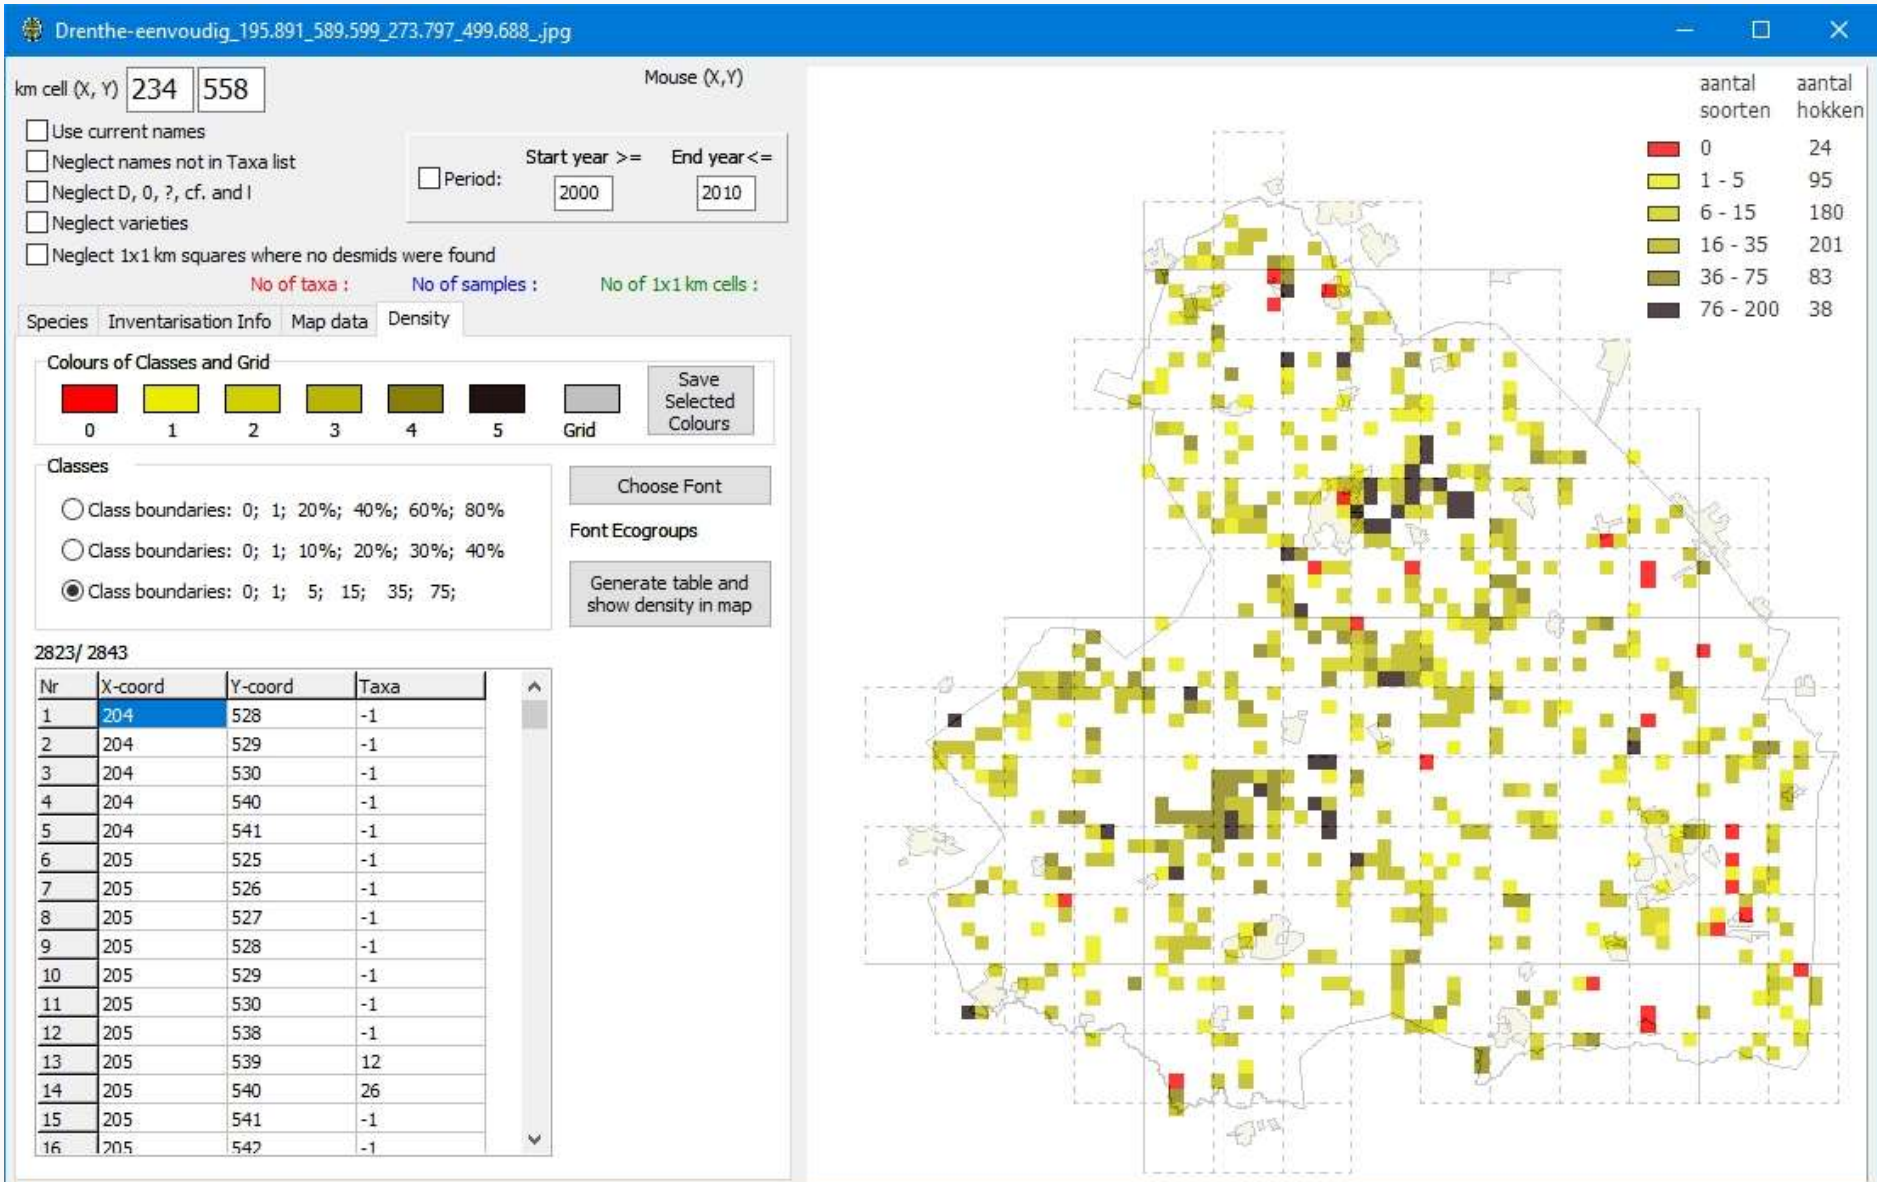 Drenthe-eenvoudig_195.891_589.599_273.797_499.688_.jpg
km cell (X, Y) 234 558
Mouse (X,Y)
Use current names
Neglect names not in Taxa list
Neglect D, 0, ?, cf. and I
Neglect varieties
Neglect 1x1 km squares where no desmids were found
Period:
Start year >= End year<=
2000 2010
No of taxa : No of samples : No of 1x1 km cells :
Species Inventarisation Info Map data Density
Colours of Classes and Grid
0 1 2 3 4 5 Grid
Save
Selected
Colours
Classes
Class boundaries: 0; 1; 20%; 40%; 60%; 80%
Class boundaries: 0; 1; 10%; 20%; 30%; 40%
Class boundaries: 0; 1; 5; 15; 35; 75;
Choose Font
Font Ecogroups
Generate table and
show density in map
2823/ 2843
Nr X-coord Y-coord Taxa
1 204 528 -1
2 204 529 -1
3 204 530 -1
4 204 540 -1
5 204 541 -1
6 205 525 -1
7 205 526 -1
8 205 527 -1
9 205 528 -1
10 205 529 -1
11 205 530 -1
12 205 538 -1
13 205 539 12
14 205 540 26
15 205 541 -1
16 205 542 -1
aantal aantal
soorten hokken
0 24
1 - 5 95
6 - 15 180
16 - 35 201
36 - 75 83
76 - 200 38